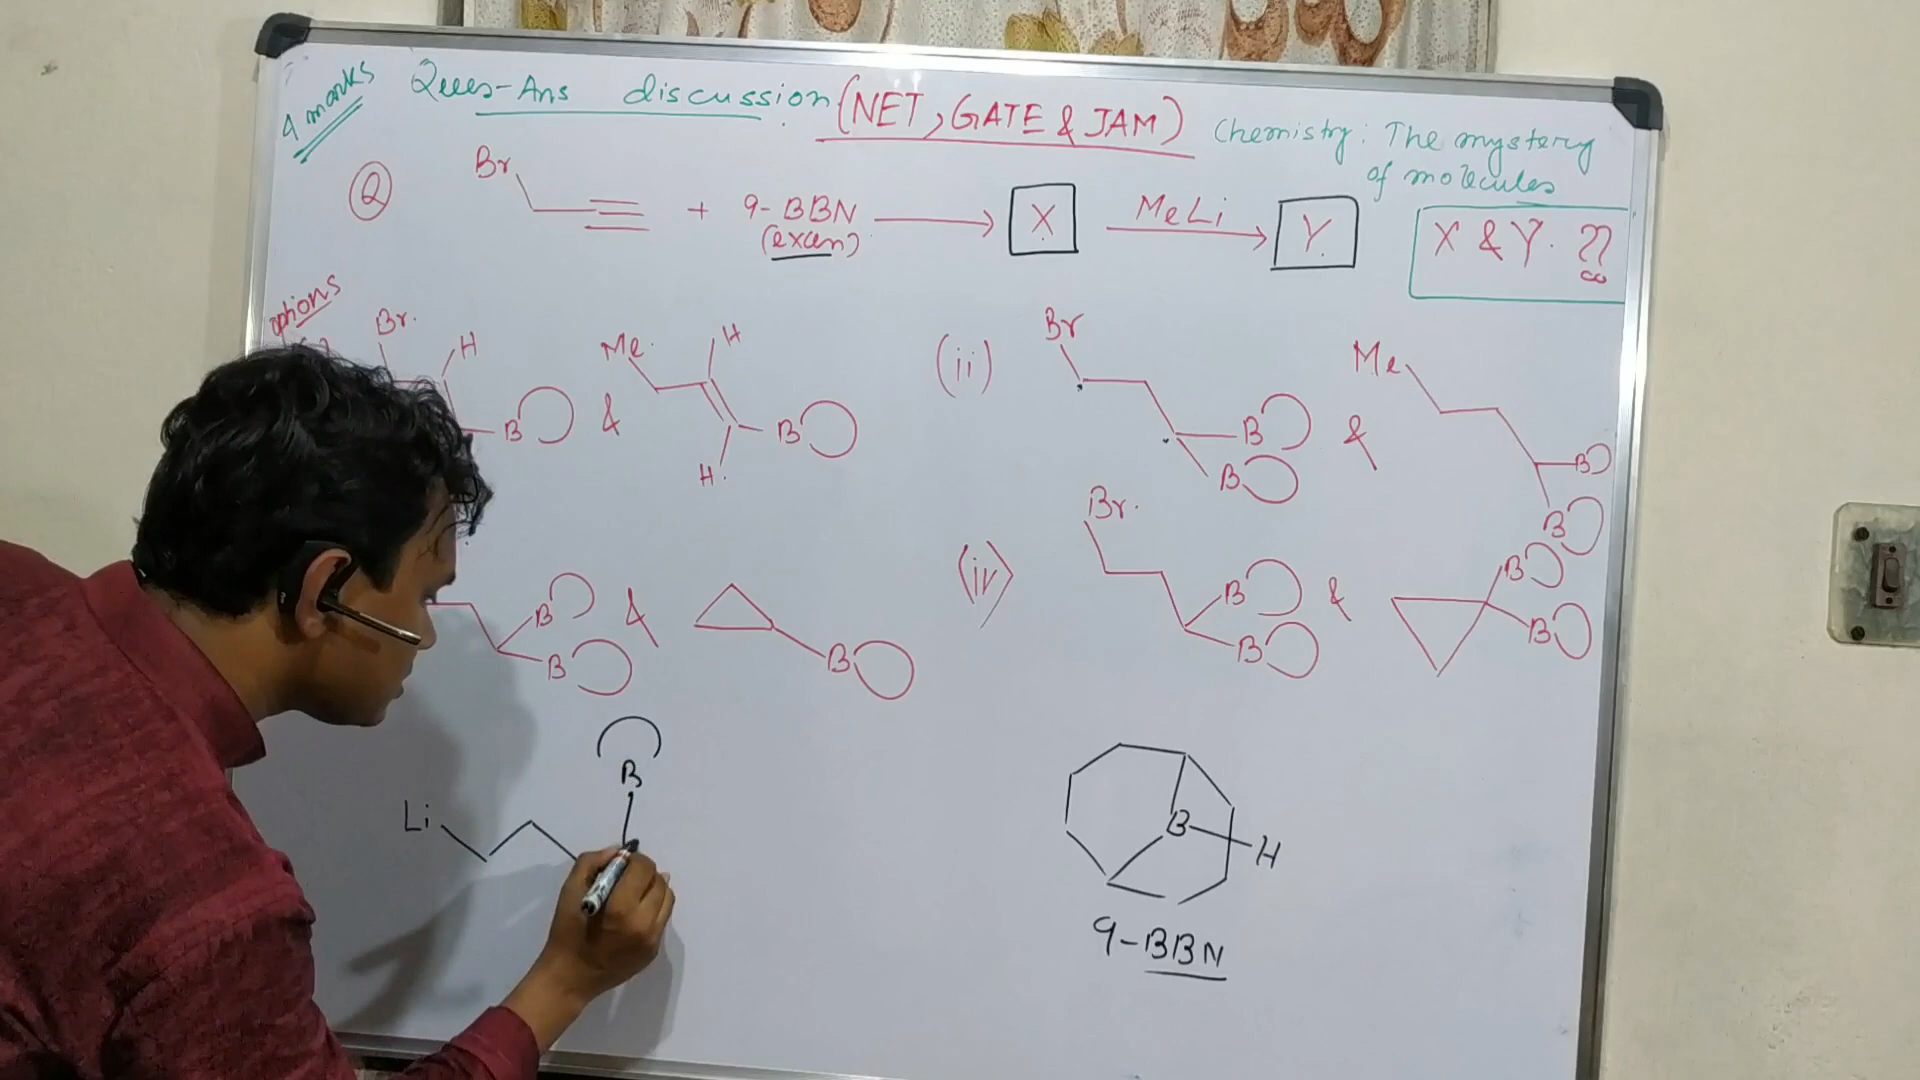 4 marks
Ques-Ans discussion (NET, GATE & JAM)
Chemistry: The mystery
of molecules
Q
Br
+ 9-BBN
(excen)
X
MeLi
Y
X & Y ??
options
Br
H
B
&
Me
H
B
H
(ii)
Br
B
B
&
Me
B
B
B
B
&
B
(iv)
Br
B
B
&
B
B
Li
B
B
H
9-BBN